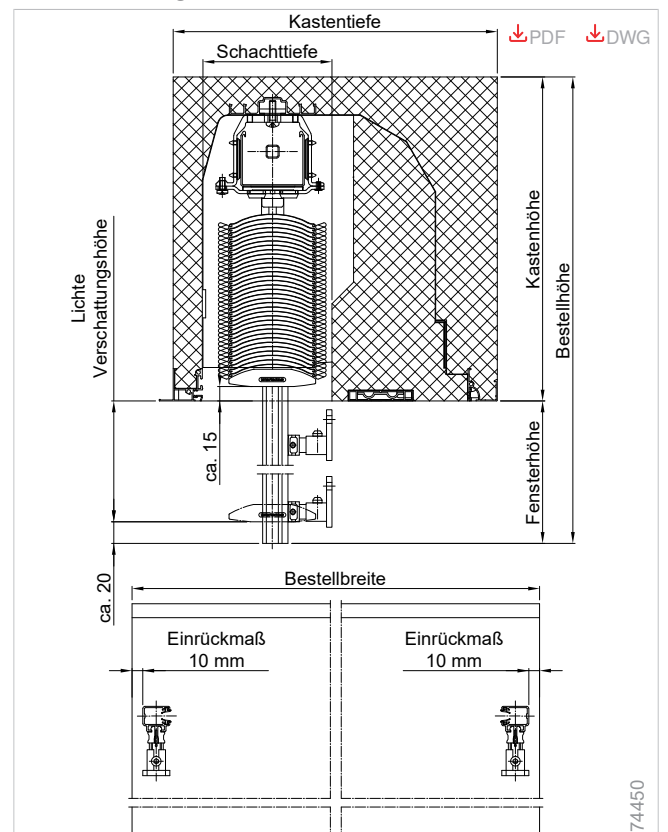 Kastentiefe
PDF DWG
Schachttiefe
Lichte
Verschattungshöhe
Kastenhöhe
Bestellhöhe
ca. 15
Fensterhöhe
ca. 20
Bestellbreite
Einrückmaß
10 mm
Einrückmaß
10 mm
74450